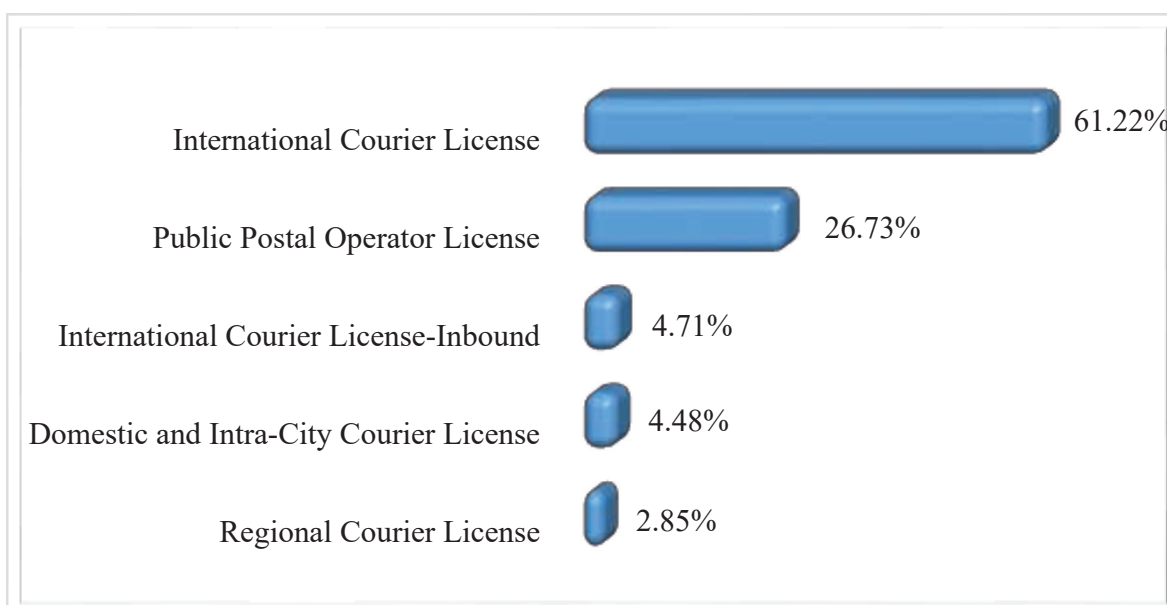 International Courier License 61.22%
Public Postal Operator License 26.73%
International Courier License-Inbound 4.71%
Domestic and Intra-City Courier License 4.48%
Regional Courier License 2.85%